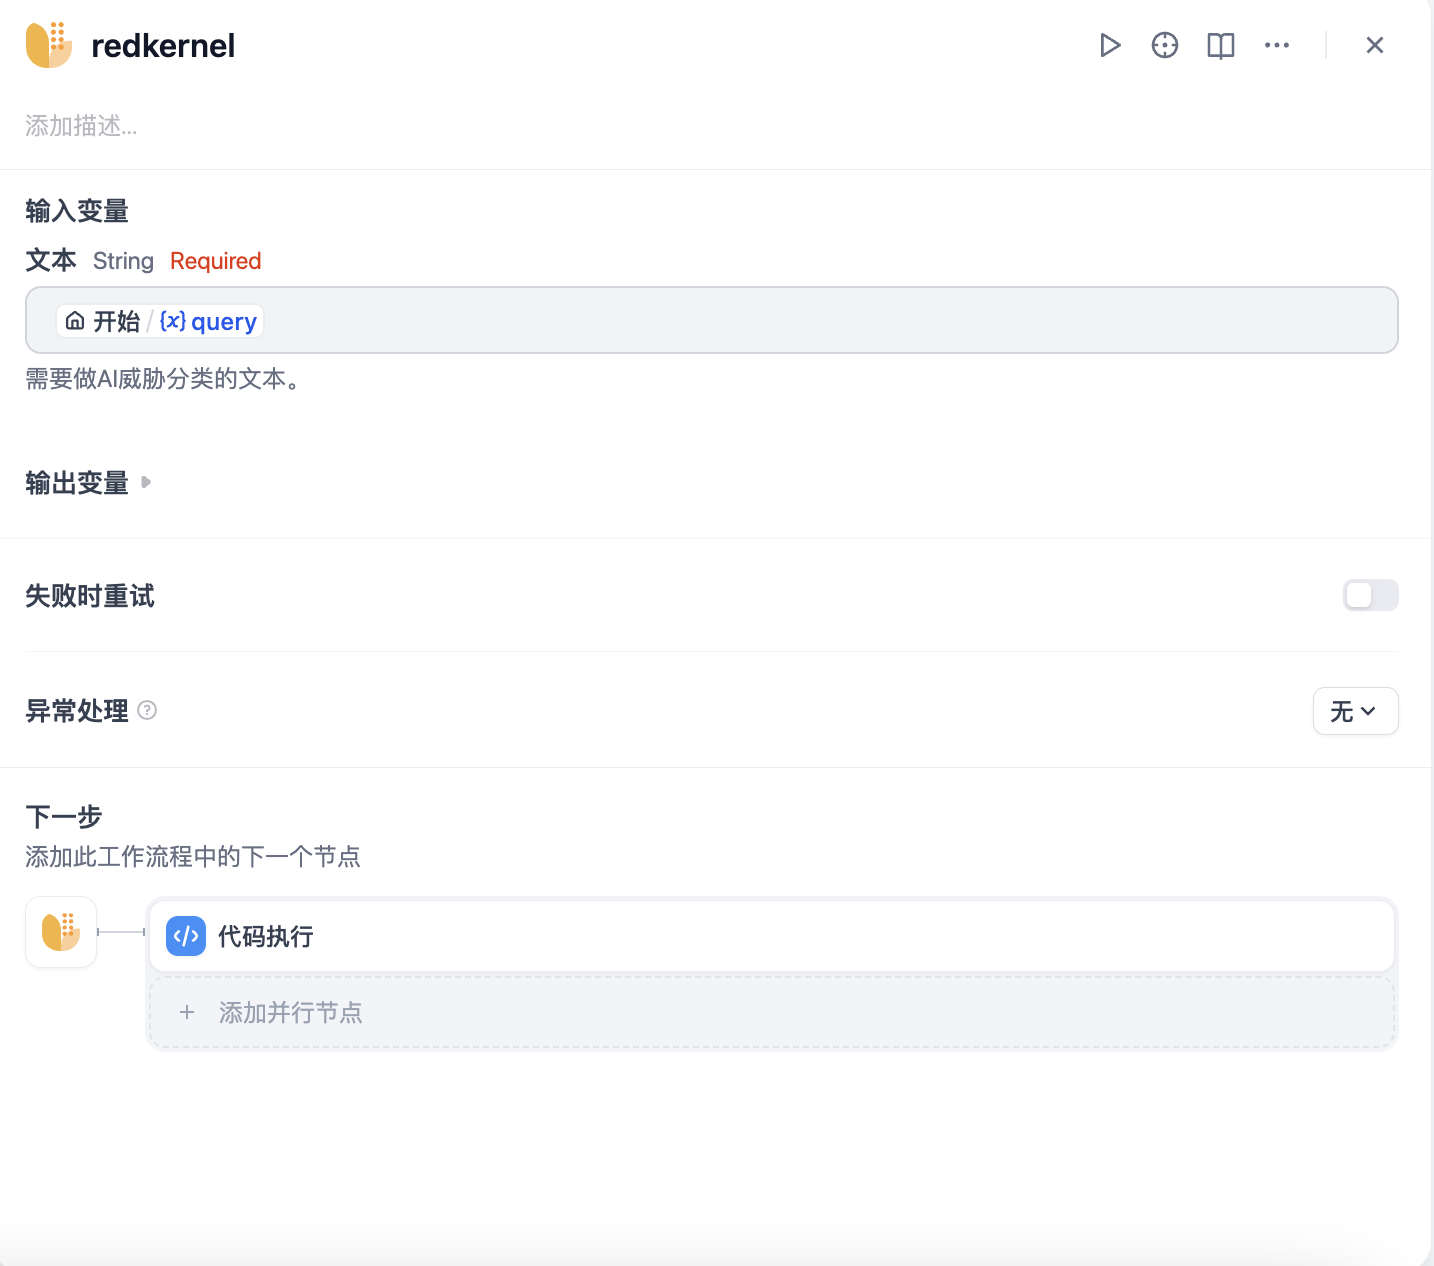 redkernel
添加描述...
输入变量
文本 String Required
开始 / {x} query
需要做AI威胁分类的文本。
输出变量
失败时重试
异常处理
无
下一步
添加此工作流程中的下一个节点
代码执行
+ 添加并行节点